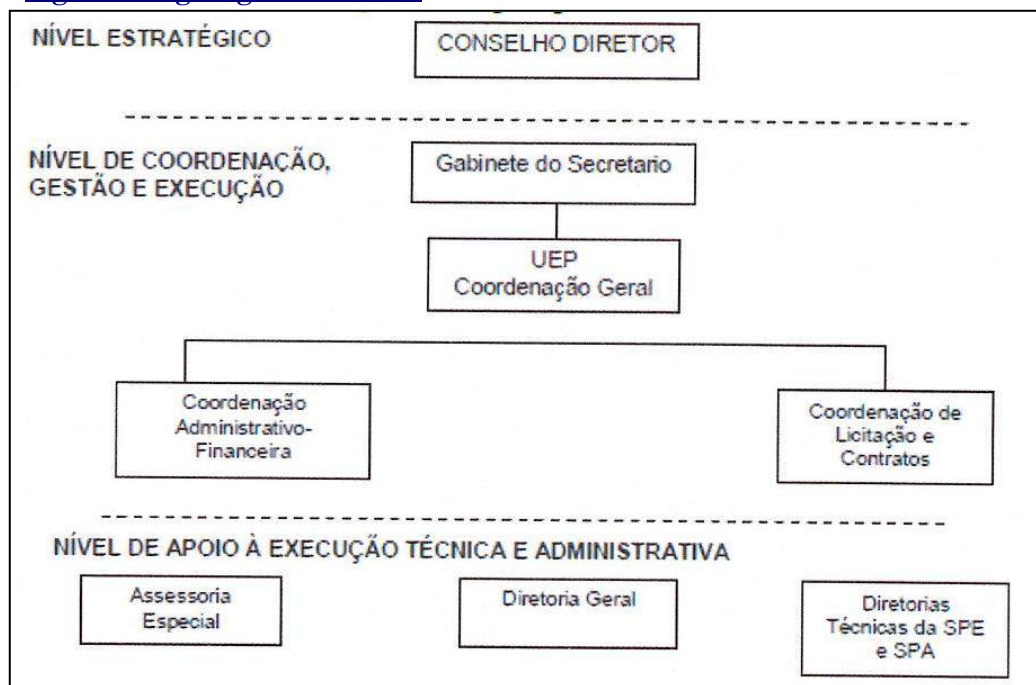 NÍVEL ESTRATÉGICO
CONSELHO DIRETOR
NÍVEL DE COORDENAÇÃO,
GESTÃO E EXECUÇÃO
Gabinete do Secretario
UEP
Coordenação Geral
Coordenação
Administrativo-
Financeira
Coordenação de
Licitação e
Contratos
NÍVEL DE APOIO À EXECUÇÃO TÉCNICA E ADMINISTRATIVA
Assessoria
Especial
Diretoria Geral
Diretorias
Técnicas da SPE
e SPA